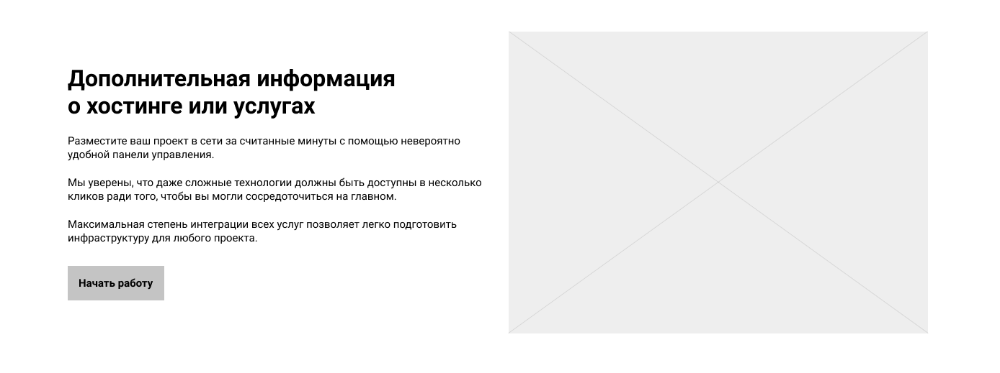 Дополнительная информация
о хостинге или услугах
Разместите ваш проект в сети за считанные минуты с помощью невероятно
удобной панели управления.
Мы уверены, что даже сложные технологии должны быть доступны в несколько
кликов ради того, чтобы вы могли сосредоточиться на главном.
Максимальная степень интеграции всех услуг позволяет легко подготовить
инфраструктуру для любого проекта.
Начать работу